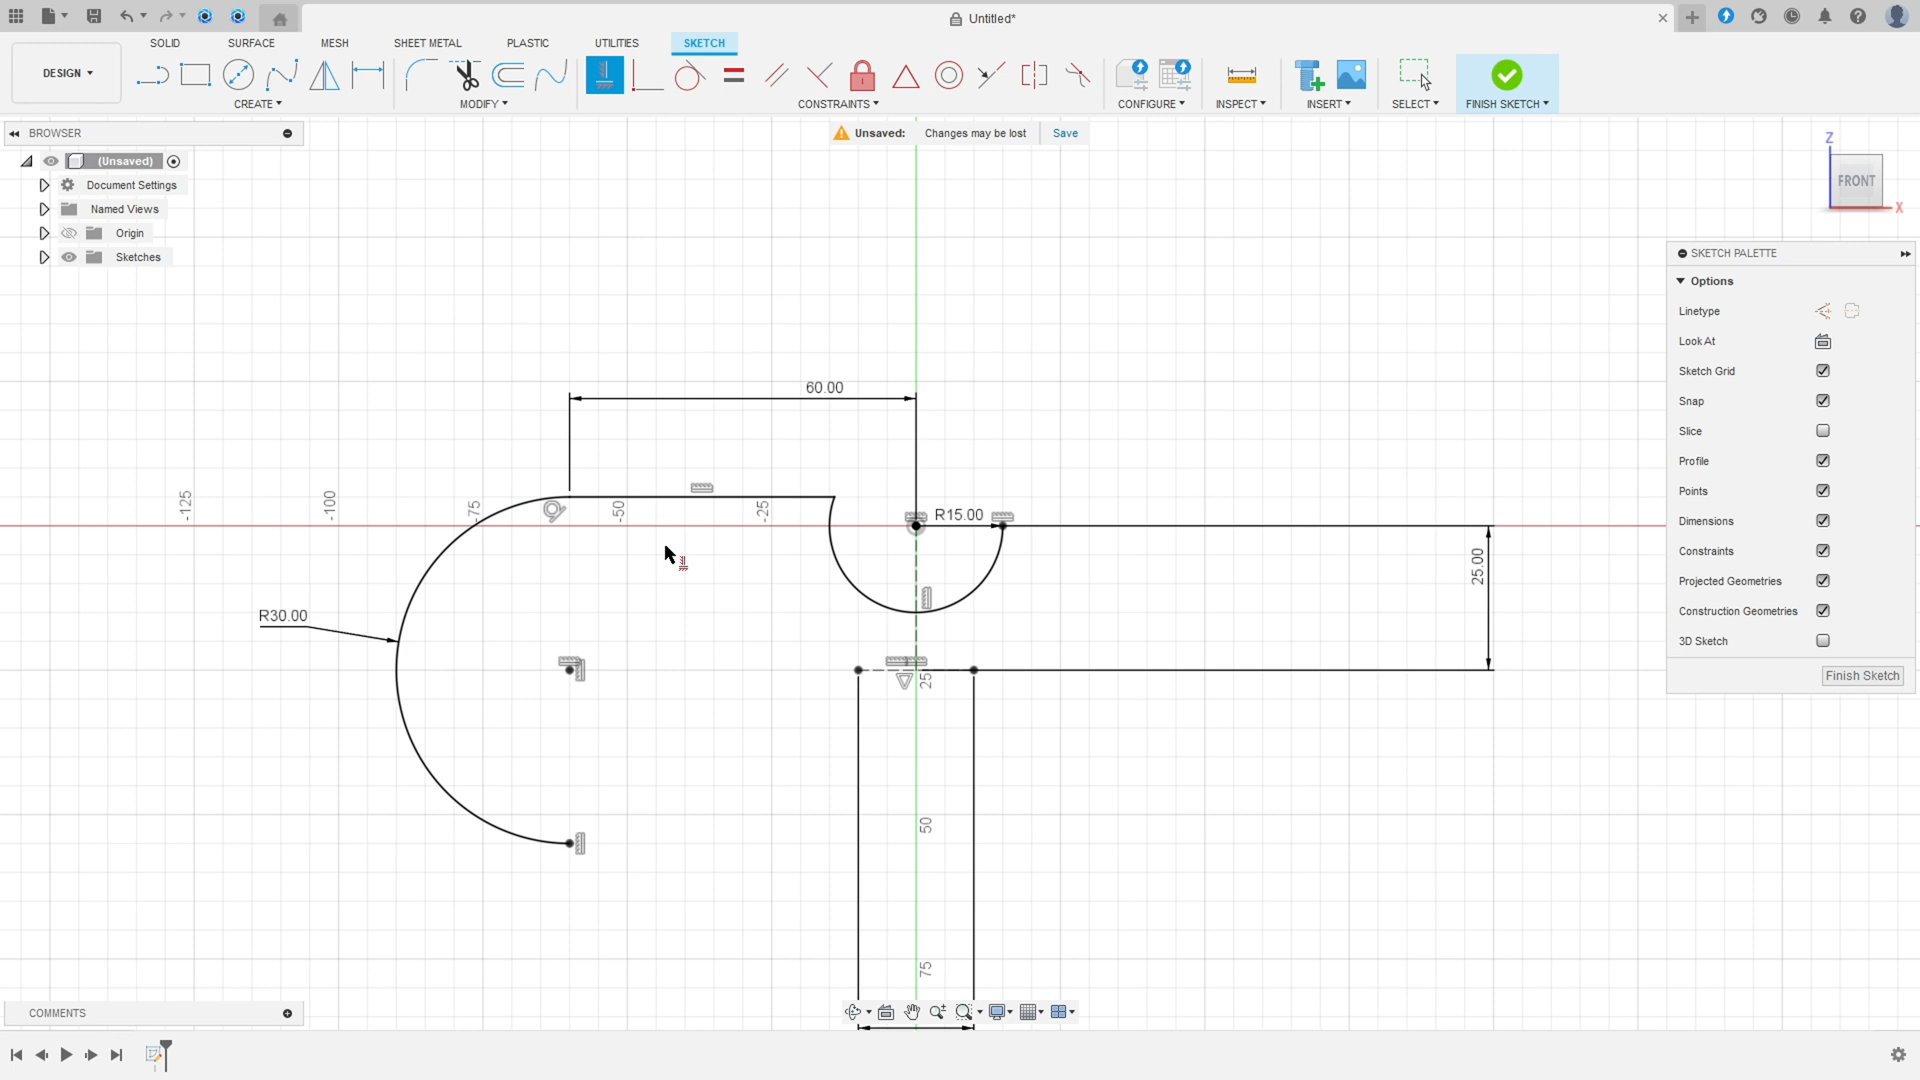 Untitled*
SOLID
SURFACE
MESH
SHEET METAL
PLASTIC
UTILITIES
SKETCH
DESIGN
CREATE
MODIFY
CONSTRAINTS
CONFIGURE
INSPECT
INSERT
SELECT
FINISH SKETCH
BROWSER
Unsaved: Changes may be lost Save
(Unsaved)
Document Settings
Named Views
Origin
Sketches
Z
FRONT
X
SKETCH PALETTE
Options
Linetype
Look At
Sketch Grid
Snap
Slice
Profile
Points
Dimensions
Constraints
Projected Geometries
Construction Geometries
3D Sketch
Finish Sketch
60.00
-125
-100
-75
-50
-25
R15.00
25.00
R30.00
25
50
75
COMMENTS